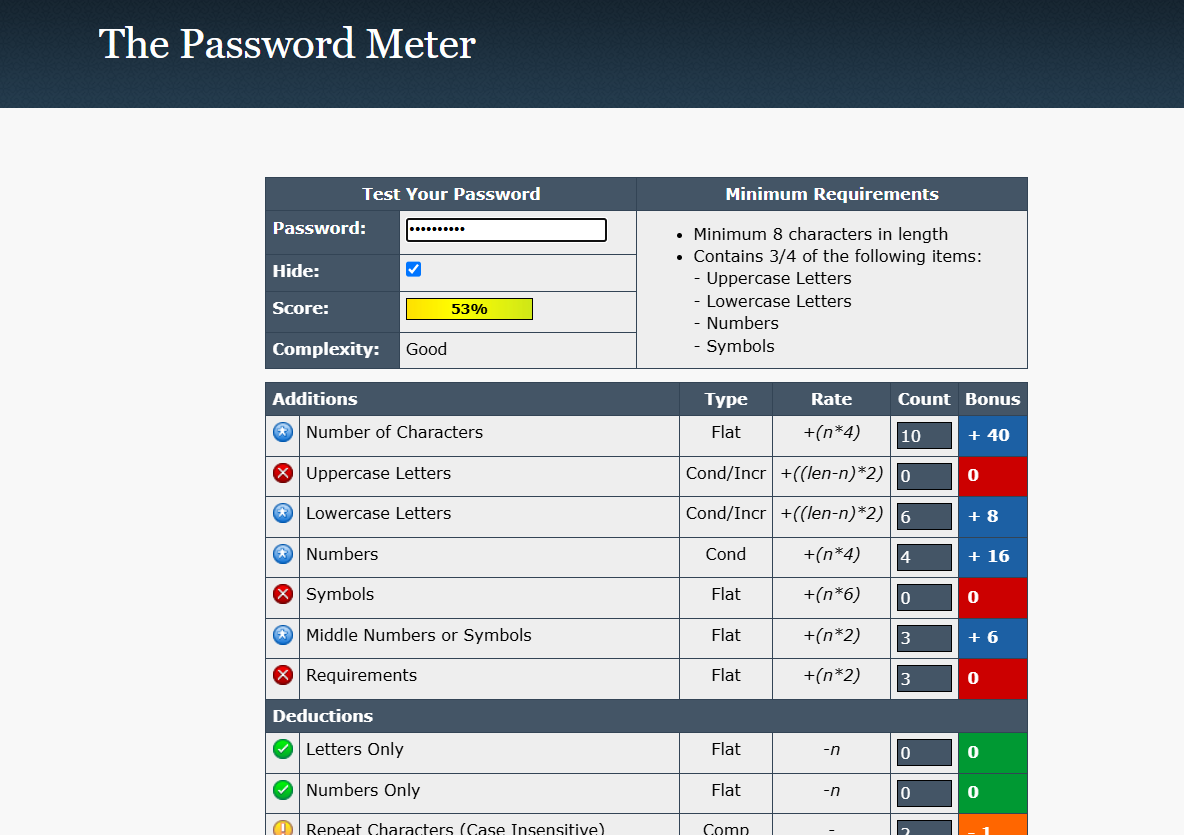 The Password Meter
Test Your Password Minimum Requirements
Password: ••••••••••
Hide:
Score: 53%
Complexity: Good
• Minimum 8 characters in length
• Contains 3/4 of the following items:
- Uppercase Letters
- Lowercase Letters
- Numbers
- Symbols
Additions Type Rate Count Bonus
Number of Characters Flat +(n*4) 10 + 40
Uppercase Letters Cond/Incr +((len-n)*2) 0 0
Lowercase Letters Cond/Incr +((len-n)*2) 6 + 8
Numbers Cond +(n*4) 4 + 16
Symbols Flat +(n*6) 0 0
Middle Numbers or Symbols Flat +(n*2) 3 + 6
Requirements Flat +(n*2) 3 0
Deductions
Letters Only Flat -n 0 0
Numbers Only Flat -n 0 0
Repeat Characters (Case Insensitive) Comp - 2 - 1